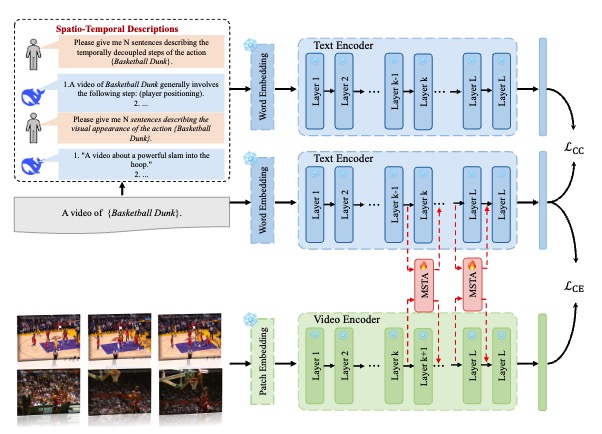 Spatio-Temporal Descriptions
Please give me N sentences describing the
temporally decoupled steps of the action
{Basketball Dunk}.
1.A video of Basketball Dunk generally involves
the following step: (player positioning).
2. ...
Please give me N sentences describing the
visual appearance of the action {Basketball
Dunk}.
1. "A video about a powerful slam into the
hoop."
2. ...
A video of {Basketball Dunk}.
Word Embedding
Text Encoder
Layer 1
Layer 2
...
Layer k-1
Layer k
...
Layer L
Layer L
Word Embedding
Text Encoder
Layer 1
Layer 2
...
Layer k-1
Layer k
...
Layer L
Layer L
MSTA
MSTA
Patch Embedding
Video Encoder
Layer 1
Layer 2
...
Layer k
Layer k+1
...
Layer L
Layer L
ℒCC
ℒCE